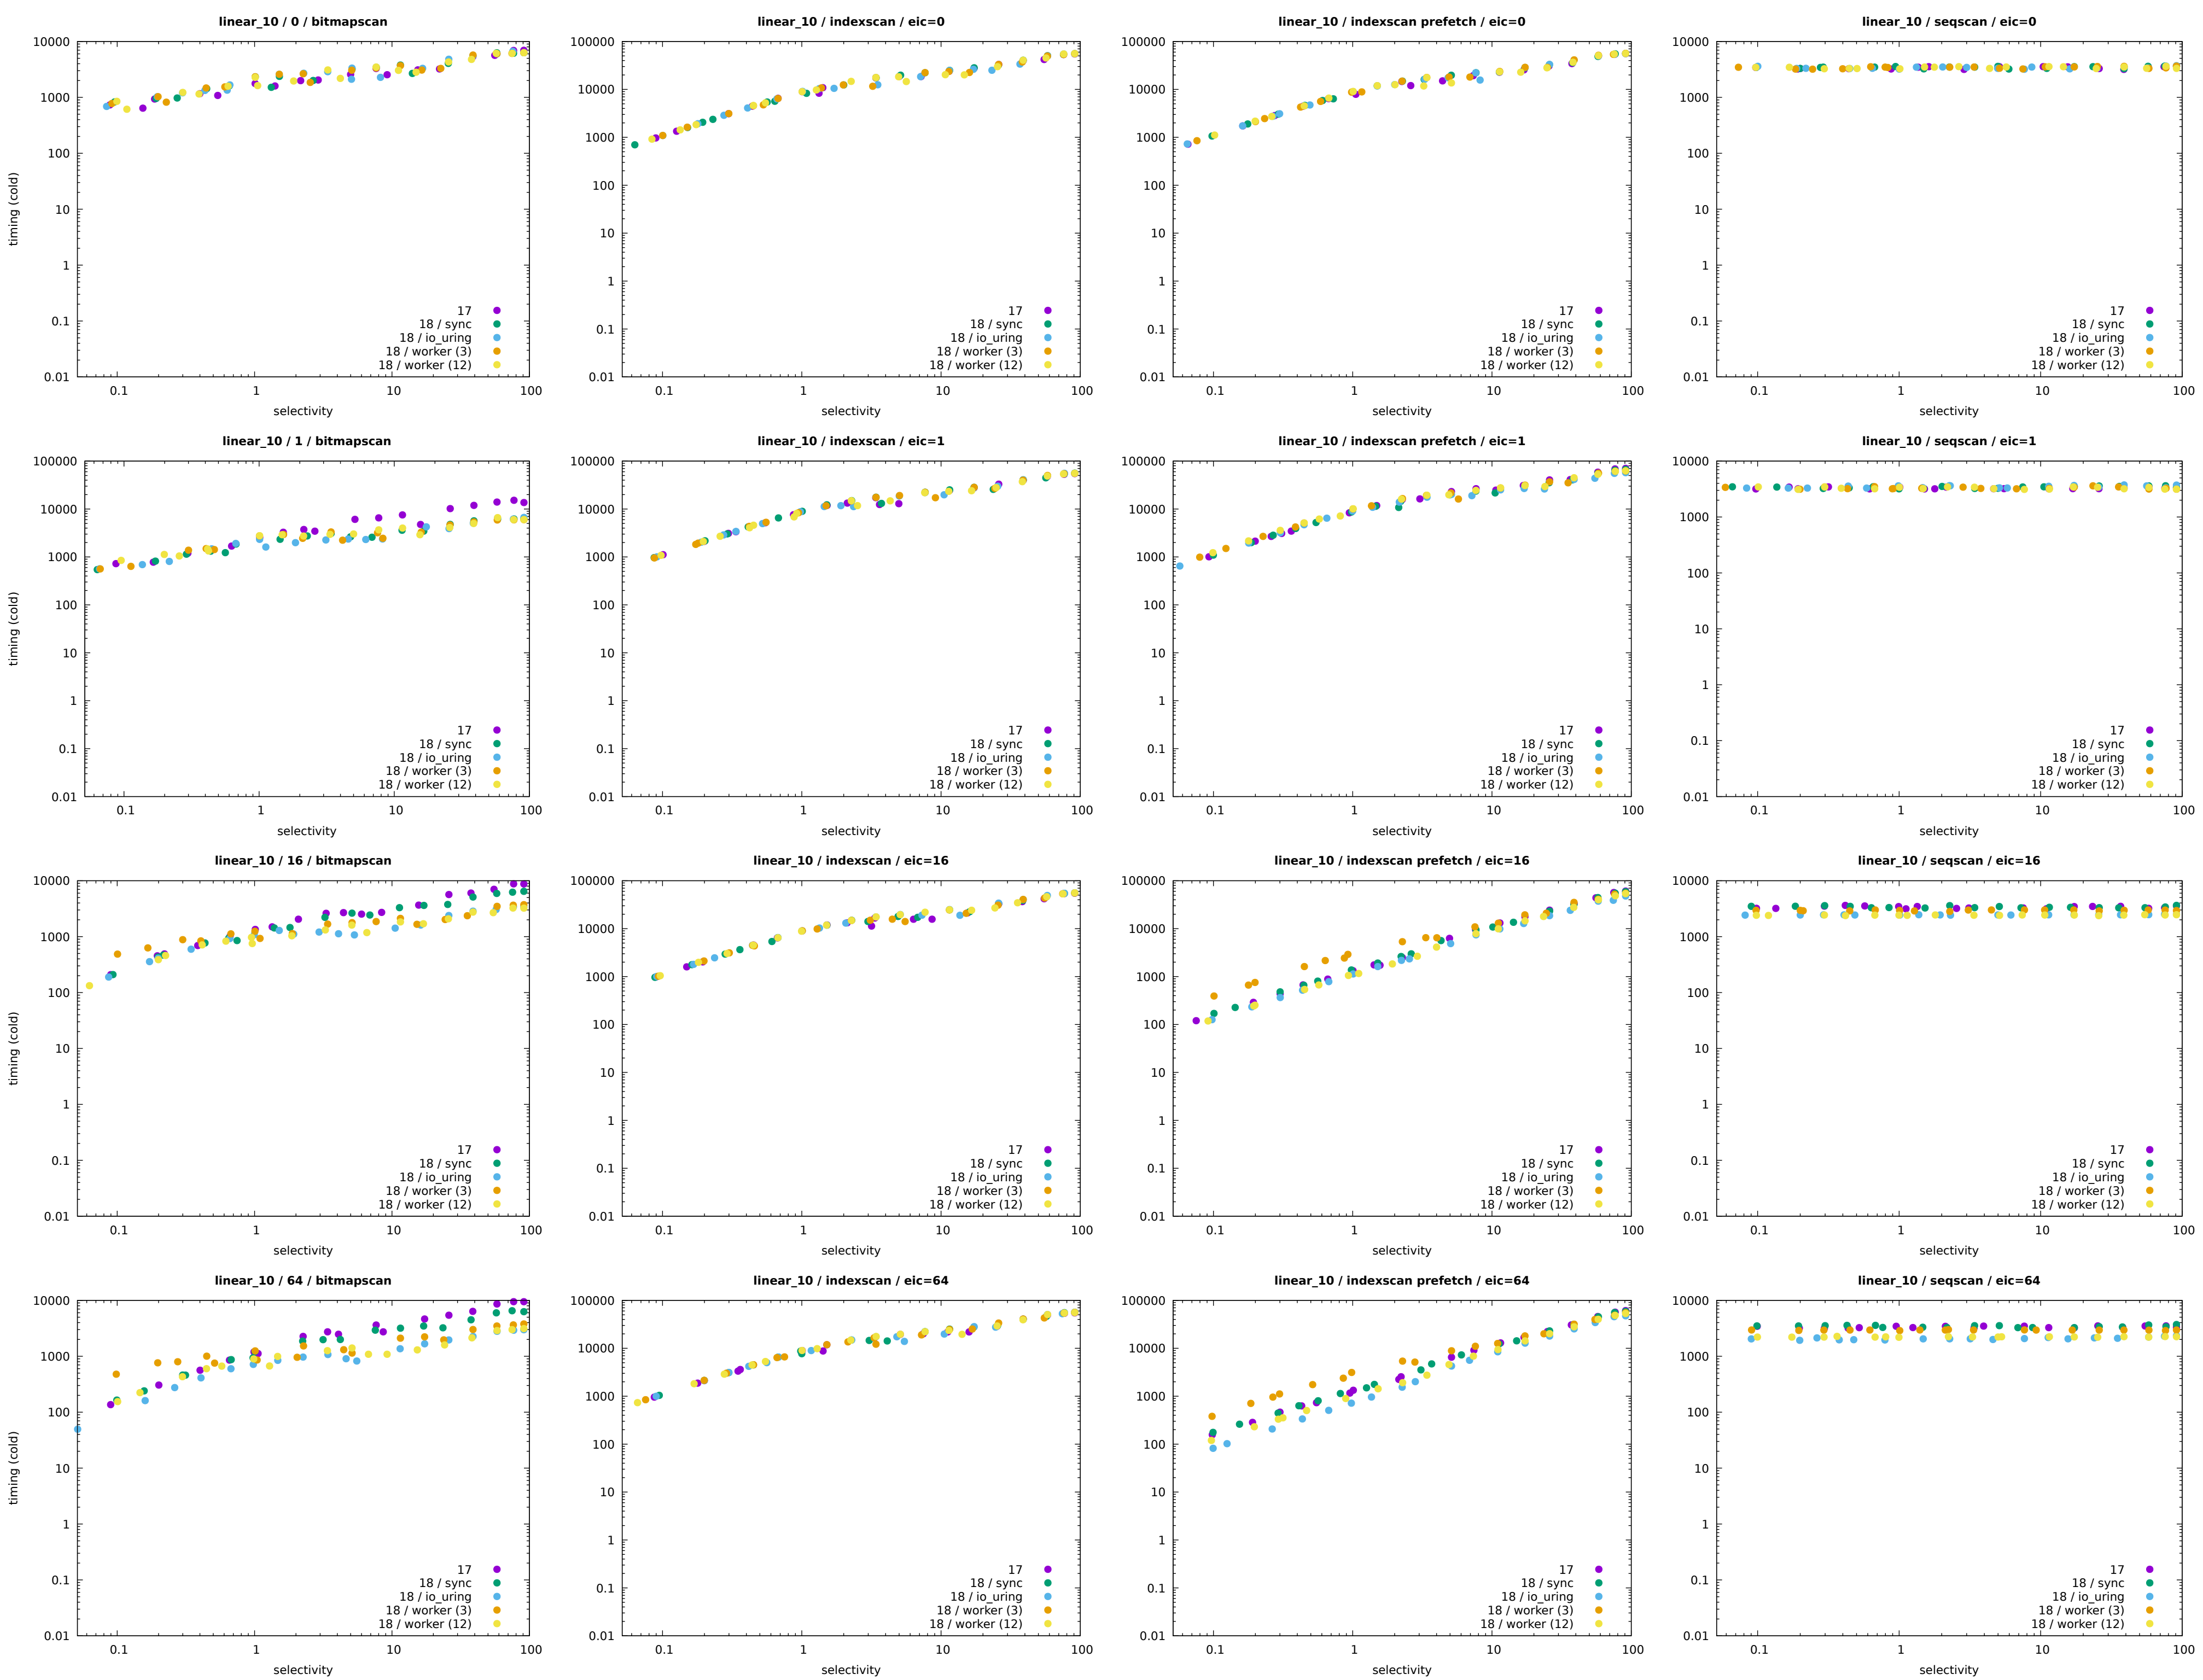 linear_10 / 0 / bitmapscan
timing (cold)
10000
1000
100
10
1
0.1
0.01
17
18 / sync
18 / io_uring
18 / worker (3)
18 / worker (12)
0.1 1 10 100
selectivity
linear_10 / indexscan / eic=0
100000
10000
1000
100
10
1
0.1
0.01
17
18 / sync
18 / io_uring
18 / worker (3)
18 / worker (12)
0.1 1 10 100
selectivity
linear_10 / indexscan prefetch / eic=0
100000
10000
1000
100
10
1
0.1
0.01
17
18 / sync
18 / io_uring
18 / worker (3)
18 / worker (12)
0.1 1 10 100
selectivity
linear_10 / seqscan / eic=0
10000
1000
100
10
1
0.1
0.01
17
18 / sync
18 / io_uring
18 / worker (3)
18 / worker (12)
0.1 1 10 100
selectivity
linear_10 / 1 / bitmapscan
timing (cold)
100000
10000
1000
100
10
1
0.1
0.01
17
18 / sync
18 / io_uring
18 / worker (3)
18 / worker (12)
0.1 1 10 100
selectivity
linear_10 / indexscan / eic=1
100000
10000
1000
100
10
1
0.1
0.01
17
18 / sync
18 / io_uring
18 / worker (3)
18 / worker (12)
0.1 1 10 100
selectivity
linear_10 / indexscan prefetch / eic=1
100000
10000
1000
100
10
1
0.1
0.01
17
18 / sync
18 / io_uring
18 / worker (3)
18 / worker (12)
0.1 1 10 100
selectivity
linear_10 / seqscan / eic=1
10000
1000
100
10
1
0.1
0.01
17
18 / sync
18 / io_uring
18 / worker (3)
18 / worker (12)
0.1 1 10 100
selectivity
linear_10 / 16 / bitmapscan
timing (cold)
10000
1000
100
10
1
0.1
0.01
17
18 / sync
18 / io_uring
18 / worker (3)
18 / worker (12)
0.1 1 10 100
selectivity
linear_10 / indexscan / eic=16
100000
10000
1000
100
10
1
0.1
0.01
17
18 / sync
18 / io_uring
18 / worker (3)
18 / worker (12)
0.1 1 10 100
selectivity
linear_10 / indexscan prefetch / eic=16
100000
10000
1000
100
10
1
0.1
0.01
17
18 / sync
18 / io_uring
18 / worker (3)
18 / worker (12)
0.1 1 10 100
selectivity
linear_10 / seqscan / eic=16
10000
1000
100
10
1
0.1
0.01
17
18 / sync
18 / io_uring
18 / worker (3)
18 / worker (12)
0.1 1 10 100
selectivity
linear_10 / 64 / bitmapscan
timing (cold)
10000
1000
100
10
1
0.1
0.01
17
18 / sync
18 / io_uring
18 / worker (3)
18 / worker (12)
0.1 1 10 100
selectivity
linear_10 / indexscan / eic=64
100000
10000
1000
100
10
1
0.1
0.01
17
18 / sync
18 / io_uring
18 / worker (3)
18 / worker (12)
0.1 1 10 100
selectivity
linear_10 / indexscan prefetch / eic=64
100000
10000
1000
100
10
1
0.1
0.01
17
18 / sync
18 / io_uring
18 / worker (3)
18 / worker (12)
0.1 1 10 100
selectivity
linear_10 / seqscan / eic=64
10000
1000
100
10
1
0.1
0.01
17
18 / sync
18 / io_uring
18 / worker (3)
18 / worker (12)
0.1 1 10 100
selectivity